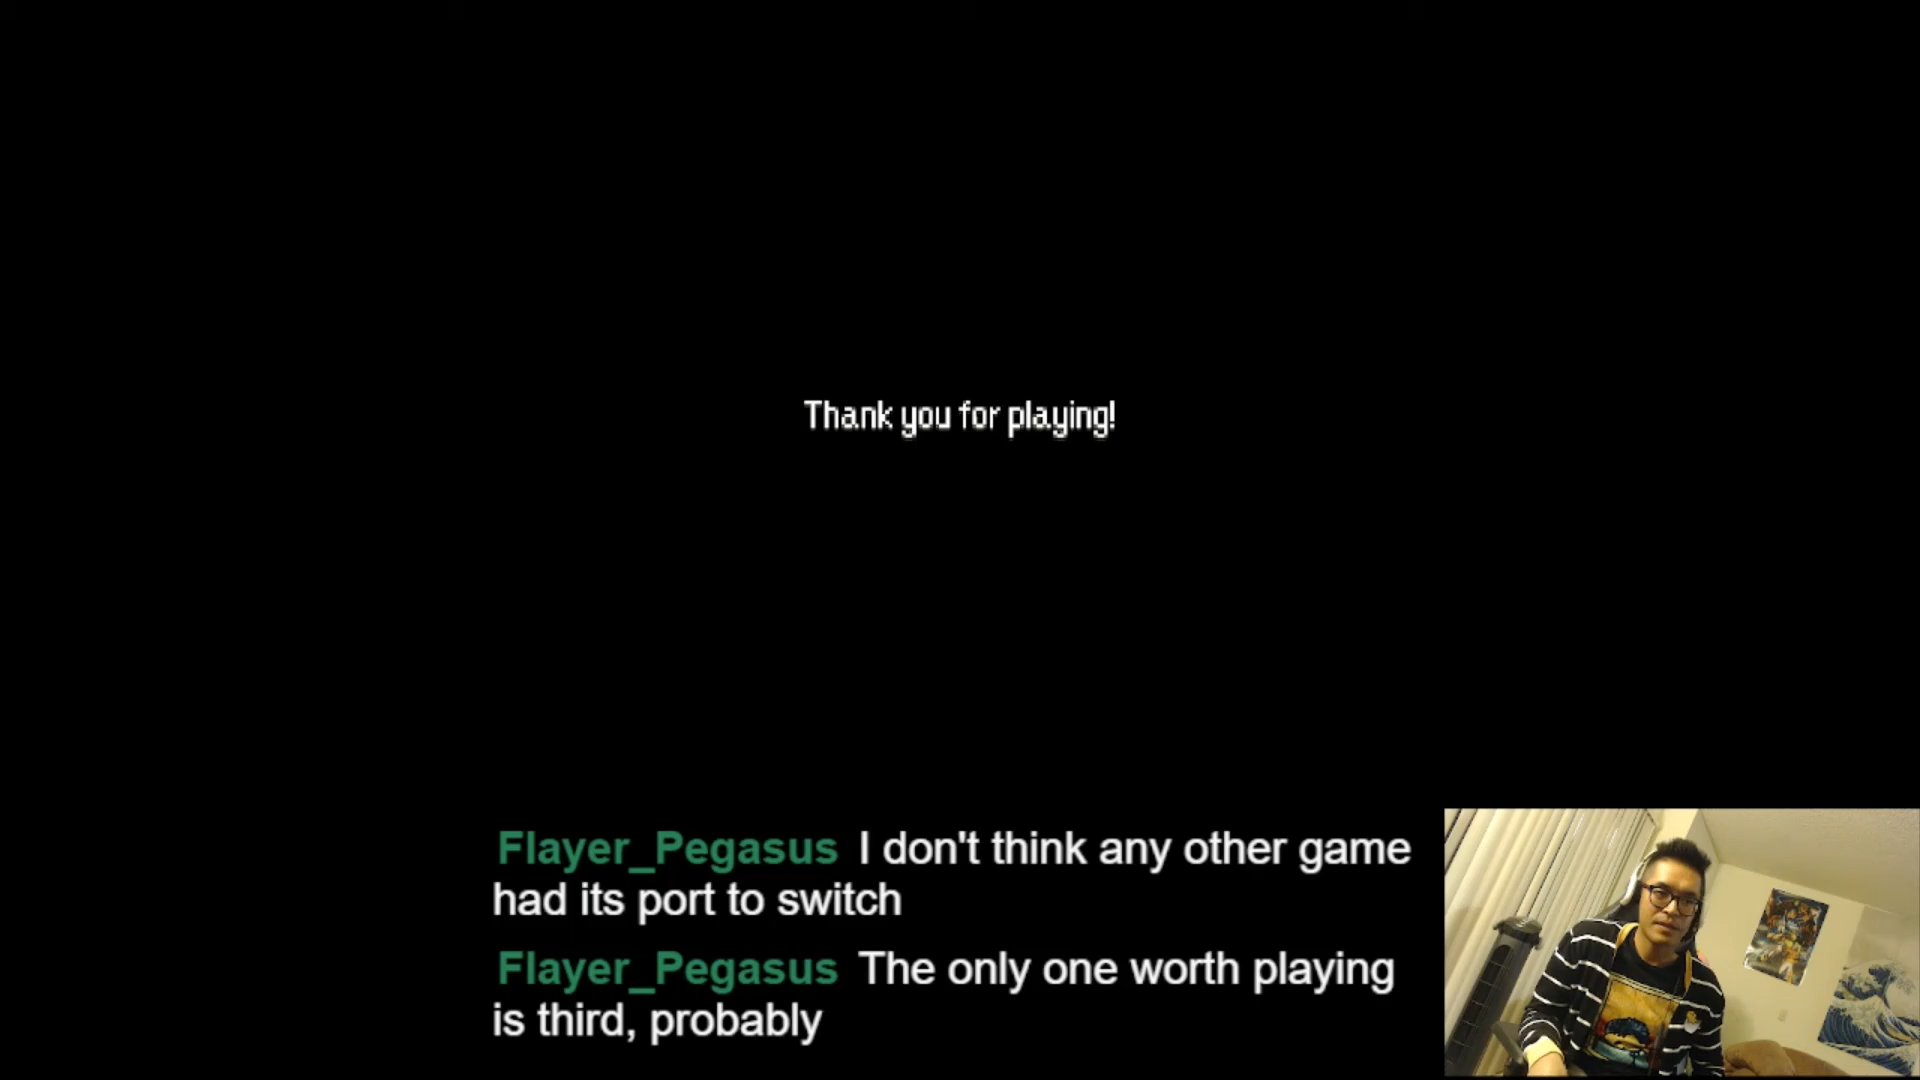 Thank you for playing!
Flayer_Pegasus I don't think any other game
had its port to switch
Flayer_Pegasus The only one worth playing
is third, probably